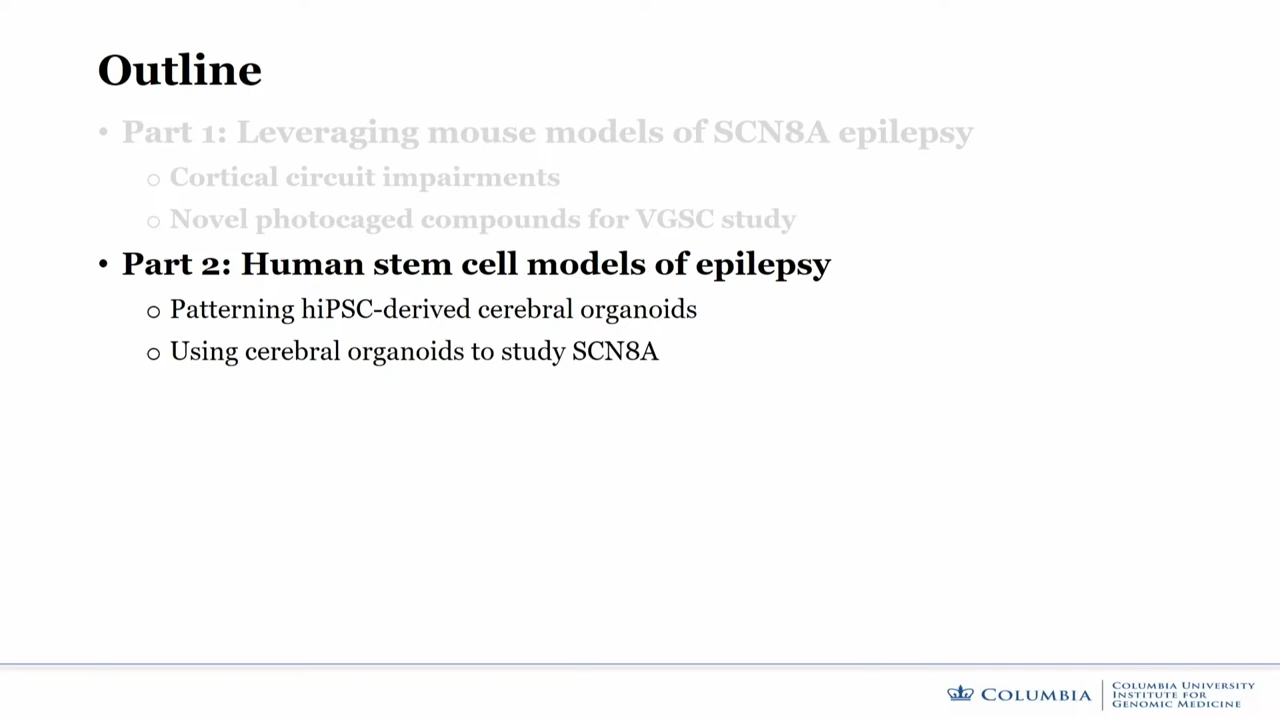 Outline
• Part 1: Leveraging mouse models of SCN8A epilepsy
o Cortical circuit impairments
o Novel photocaged compounds for VGSC study
• Part 2: Human stem cell models of epilepsy
o Patterning hiPSC-derived cerebral organoids
o Using cerebral organoids to study SCN8A
COLUMBIA
COLUMBIA UNIVERSITY
INSTITUTE FOR
GENOMIC MEDICINE